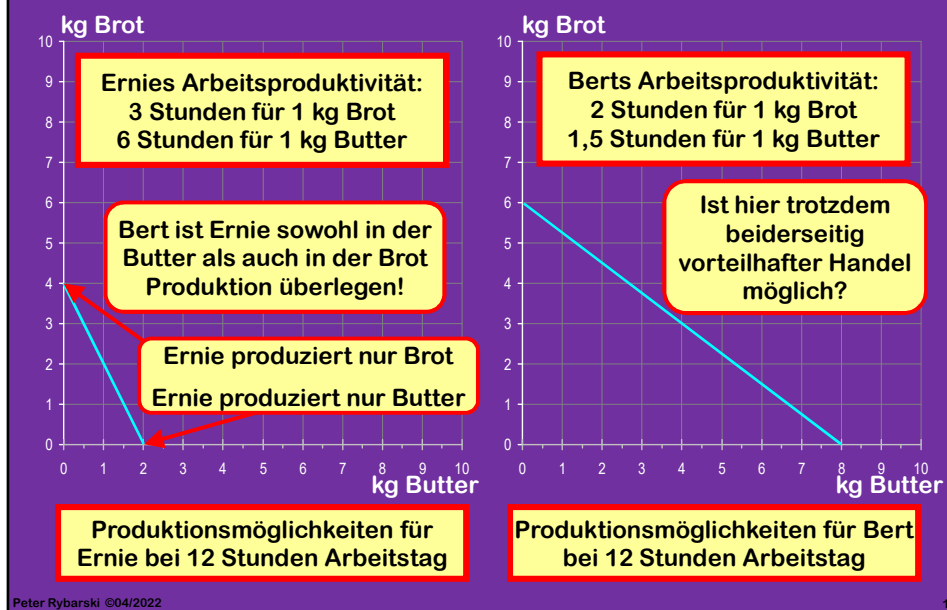 kg Brot
10
9
8
7
6
5
4
3
2
1
0
0 1 2 3 4 5 6 7 8 9 10
kg Butter
Ernies Arbeitsproduktivität:
3 Stunden für 1 kg Brot
6 Stunden für 1 kg Butter
Bert ist Ernie sowohl in der
Butter als auch in der Brot
Produktion überlegen!
Ernie produziert nur Brot
Ernie produziert nur Butter
Produktionsmöglichkeiten für
Ernie bei 12 Stunden Arbeitstag
kg Brot
10
9
8
7
6
5
4
3
2
1
0
0 1 2 3 4 5 6 7 8 9 10
kg Butter
Berts Arbeitsproduktivität:
2 Stunden für 1 kg Brot
1,5 Stunden für 1 kg Butter
Ist hier trotzdem
beiderseitig
vorteilhafter Handel
möglich?
Produktionsmöglichkeiten für Bert
bei 12 Stunden Arbeitstag
Peter Rybarski ©04/2022